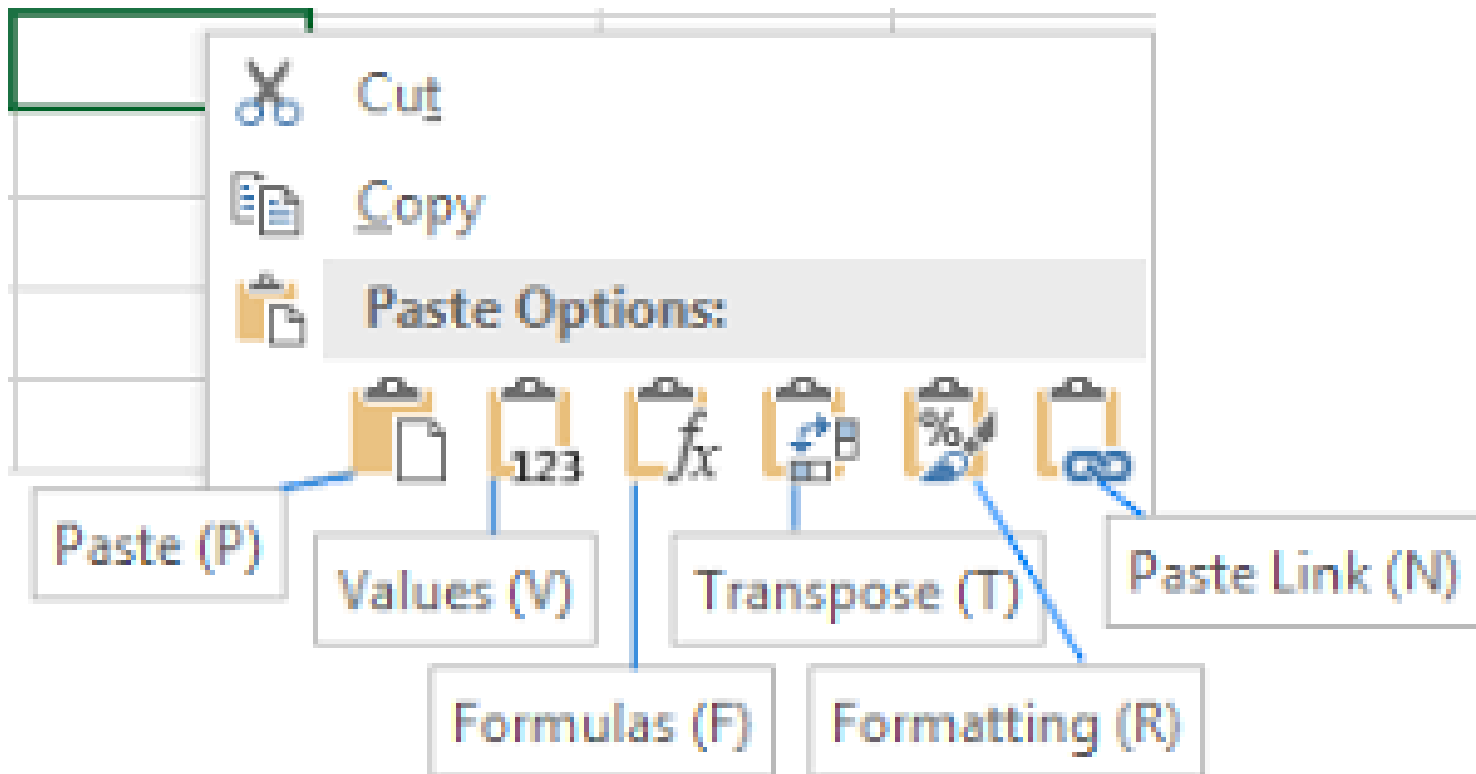 Cut
Copy
Paste Options:
123
fx
%
Paste (P)
Values (V)
Transpose (T)
Paste Link (N)
Formulas (F)
Formatting (R)